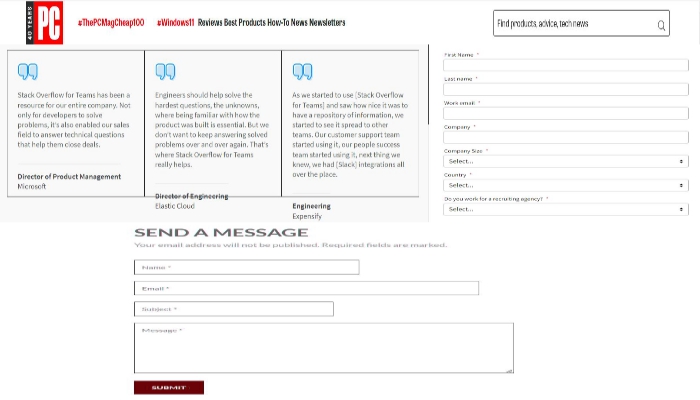 40 YEARS
PC
#ThePCMagCheap100 #Windows11 Reviews Best Products How-To News Newsletters
Find products, advice, tech news
Stack Overflow for Teams has been a
resource for our entire company. Not
only for developers to solve
problems, it's also enabled our sales
field to answer technical questions
that help them close deals.
Director of Product Management
Microsoft
Engineers should help solve the
hardest questions, the unknowns,
where being familiar with how the
product was built is essential. But we
don't want to keep answering solved
problems over and over again. That's
where Stack Overflow for Teams
really helps.
Director of Engineering
Elastic Cloud
As we started to use [Stack Overflow
for Teams] and saw how nice it was to
have a repository of information, we
started to see it spread to other
teams. Our customer support team
started using it, our people success
team started using it, next thing we
know, we had [Slack] integrations all
over the place.
Engineering
Expensify
First Name *
Last name *
Work email *
Company *
Company Size *
Select...
Country *
Select...
Do you work for a recruiting agency? *
Select...
SEND A MESSAGE
Your email address will not be published. Required fields are marked.
Name *
Email *
Subject *
Message *
SUBMIT